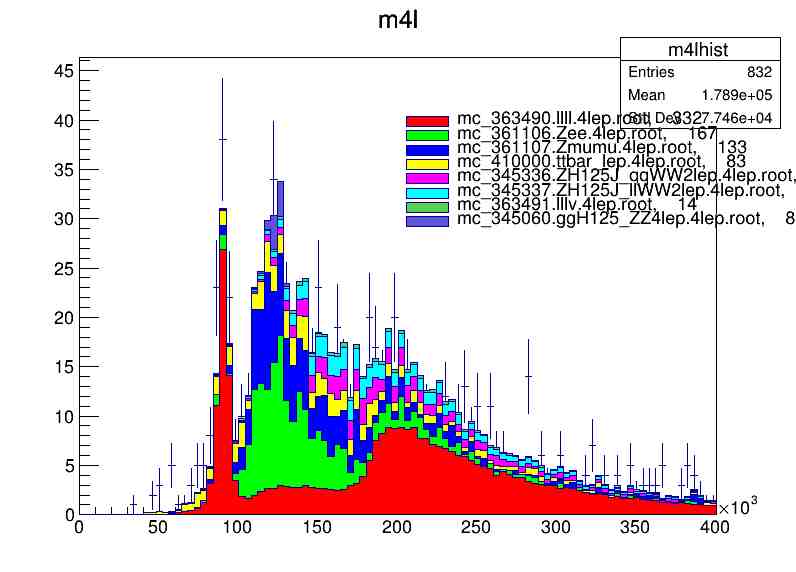 m4l
m4lhist
Entries 832
Mean 1.789e+05
Std Dev 7.746e+04
mc_363490.llll.4lep.root, 332
mc_361106.Zee.4lep.root, 167
mc_361107.Zmumu.4lep.root, 133
mc_410000.ttbar_lep.4lep.root, 83
mc_345336.ZH125J_qqWW2lep.4lep.root,
mc_345337.ZH125J_llWW2lep.4lep.root,
mc_363491.lllv.4lep.root, 14
mc_345060.ggH125_ZZ4lep.4lep.root, 8
45
40
35
30
25
20
15
10
5
0
0 50 100 150 200 250 300 350 400
×10³